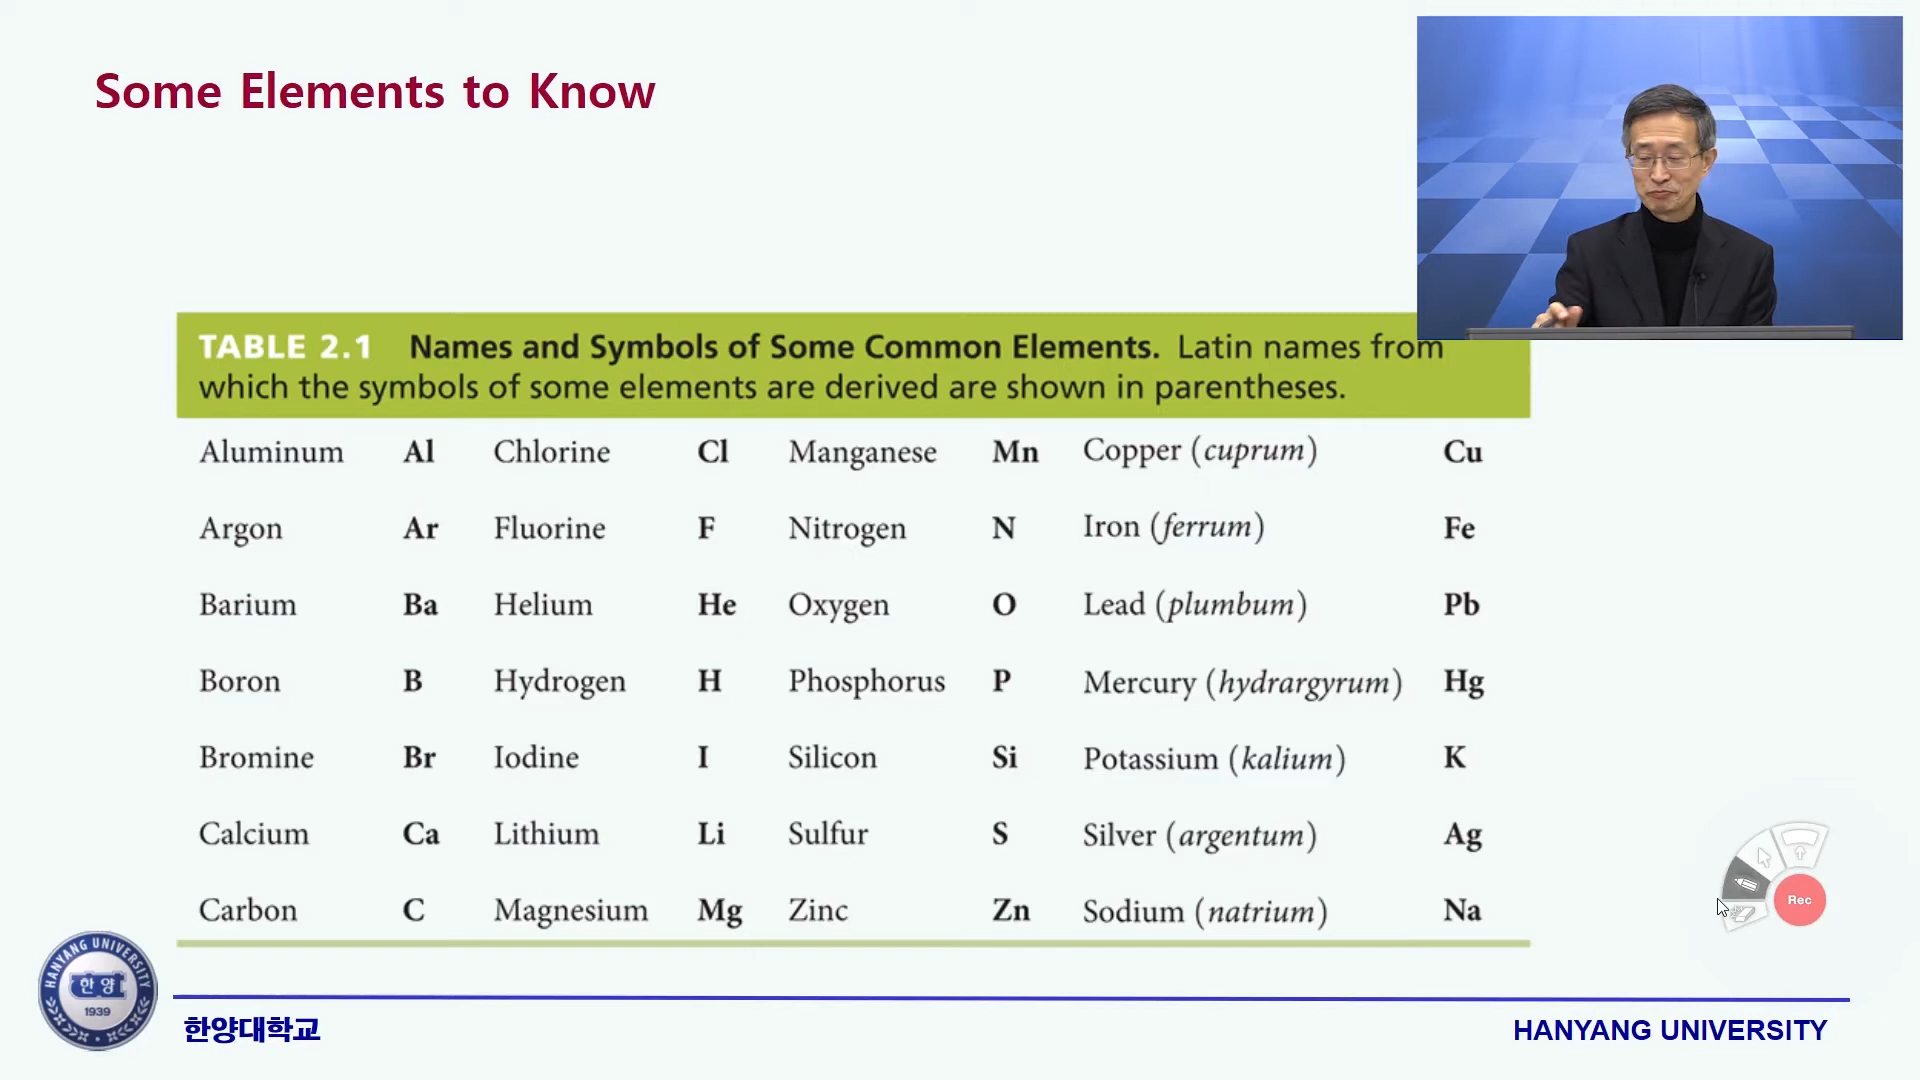 Some Elements to Know
TABLE 2.1 Names and Symbols of Some Common Elements. Latin names from
which the symbols of some elements are derived are shown in parentheses.
Aluminum Al Chlorine Cl Manganese Mn Copper (cuprum) Cu
Argon Ar Fluorine F Nitrogen N Iron (ferrum) Fe
Barium Ba Helium He Oxygen O Lead (plumbum) Pb
Boron B Hydrogen H Phosphorus P Mercury (hydrargyrum) Hg
Bromine Br Iodine I Silicon Si Potassium (kalium) K
Calcium Ca Lithium Li Sulfur S Silver (argentum) Ag
Carbon C Magnesium Mg Zinc Zn Sodium (natrium) Na
Rec
HANYANG UNIVERSITY
한양
1939
한양대학교
HANYANG UNIVERSITY